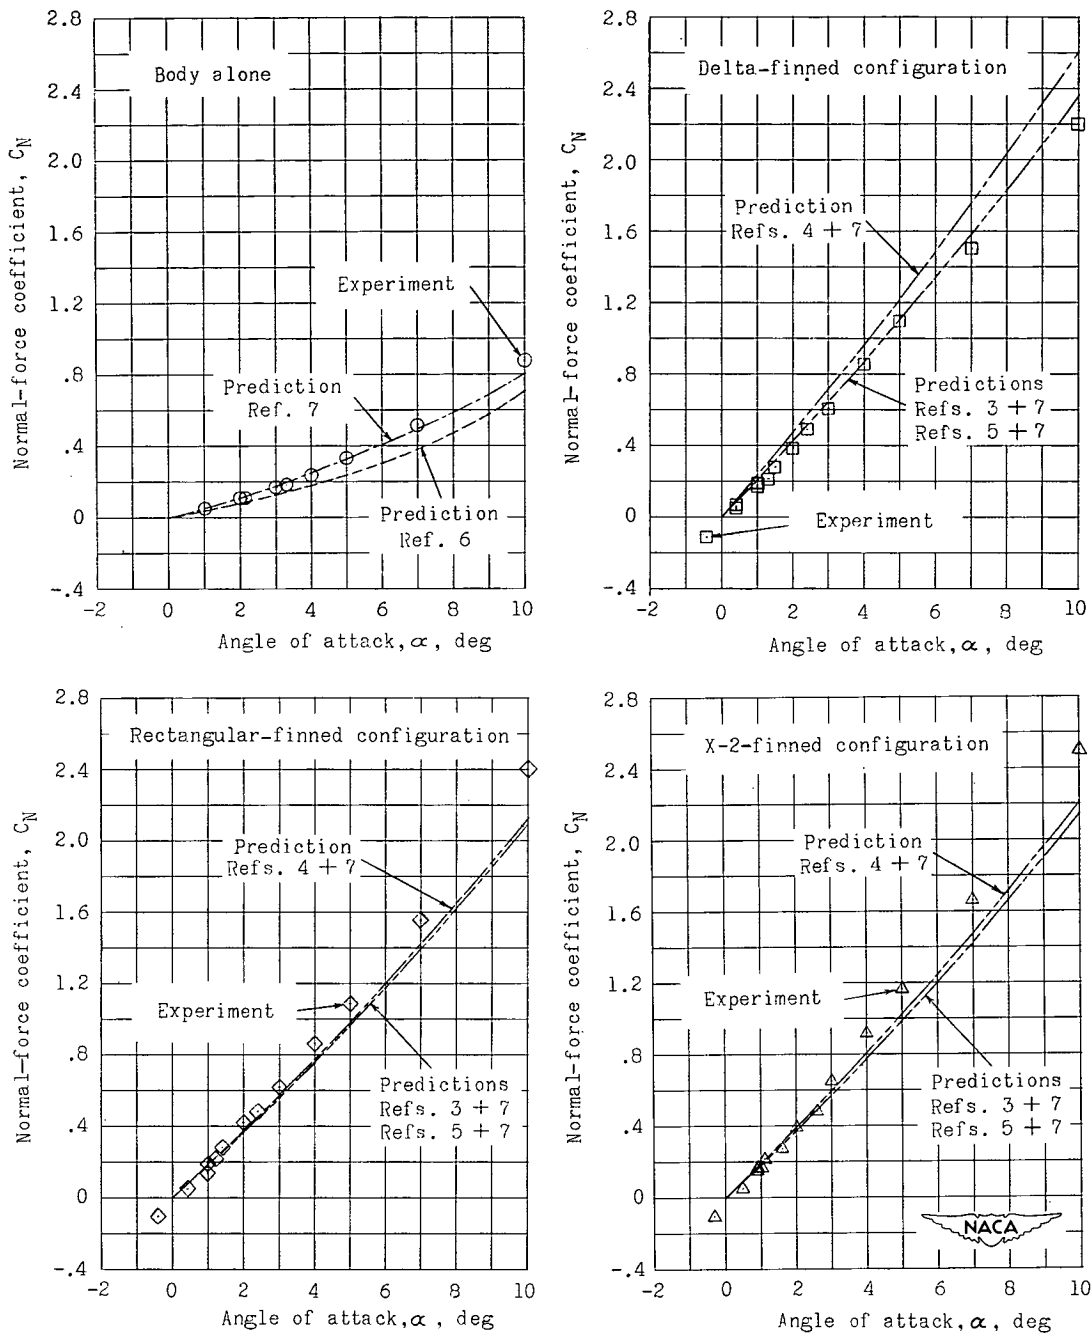 2.8
2.4
2.0
1.6
1.2
.8
.4
0
-.4
-2
0
2
4
6
8
10
Normal-force coefficient, CN
Angle of attack, α, deg
Body alone
Experiment
Prediction
Ref. 7
Prediction
Ref. 6
2.8
2.4
2.0
1.6
1.2
.8
.4
0
-.4
-2
0
2
4
6
8
10
Normal-force coefficient, CN
Angle of attack, α, deg
Delta-finned configuration
Prediction
Refs. 4 + 7
Predictions
Refs. 3 + 7
Refs. 5 + 7
Experiment
2.8
2.4
2.0
1.6
1.2
.8
.4
0
-.4
-2
0
2
4
6
8
10
Normal-force coefficient, CN
Angle of attack, α, deg
Rectangular-finned configuration
Prediction
Refs. 4 + 7
Experiment
Predictions
Refs. 3 + 7
Refs. 5 + 7
2.8
2.4
2.0
1.6
1.2
.8
.4
0
-.4
-2
0
2
4
6
8
10
Normal-force coefficient, CN
Angle of attack, α, deg
X-2-finned configuration
Prediction
Refs. 4 + 7
Experiment
Predictions
Refs. 3 + 7
Refs. 5 + 7
NACA